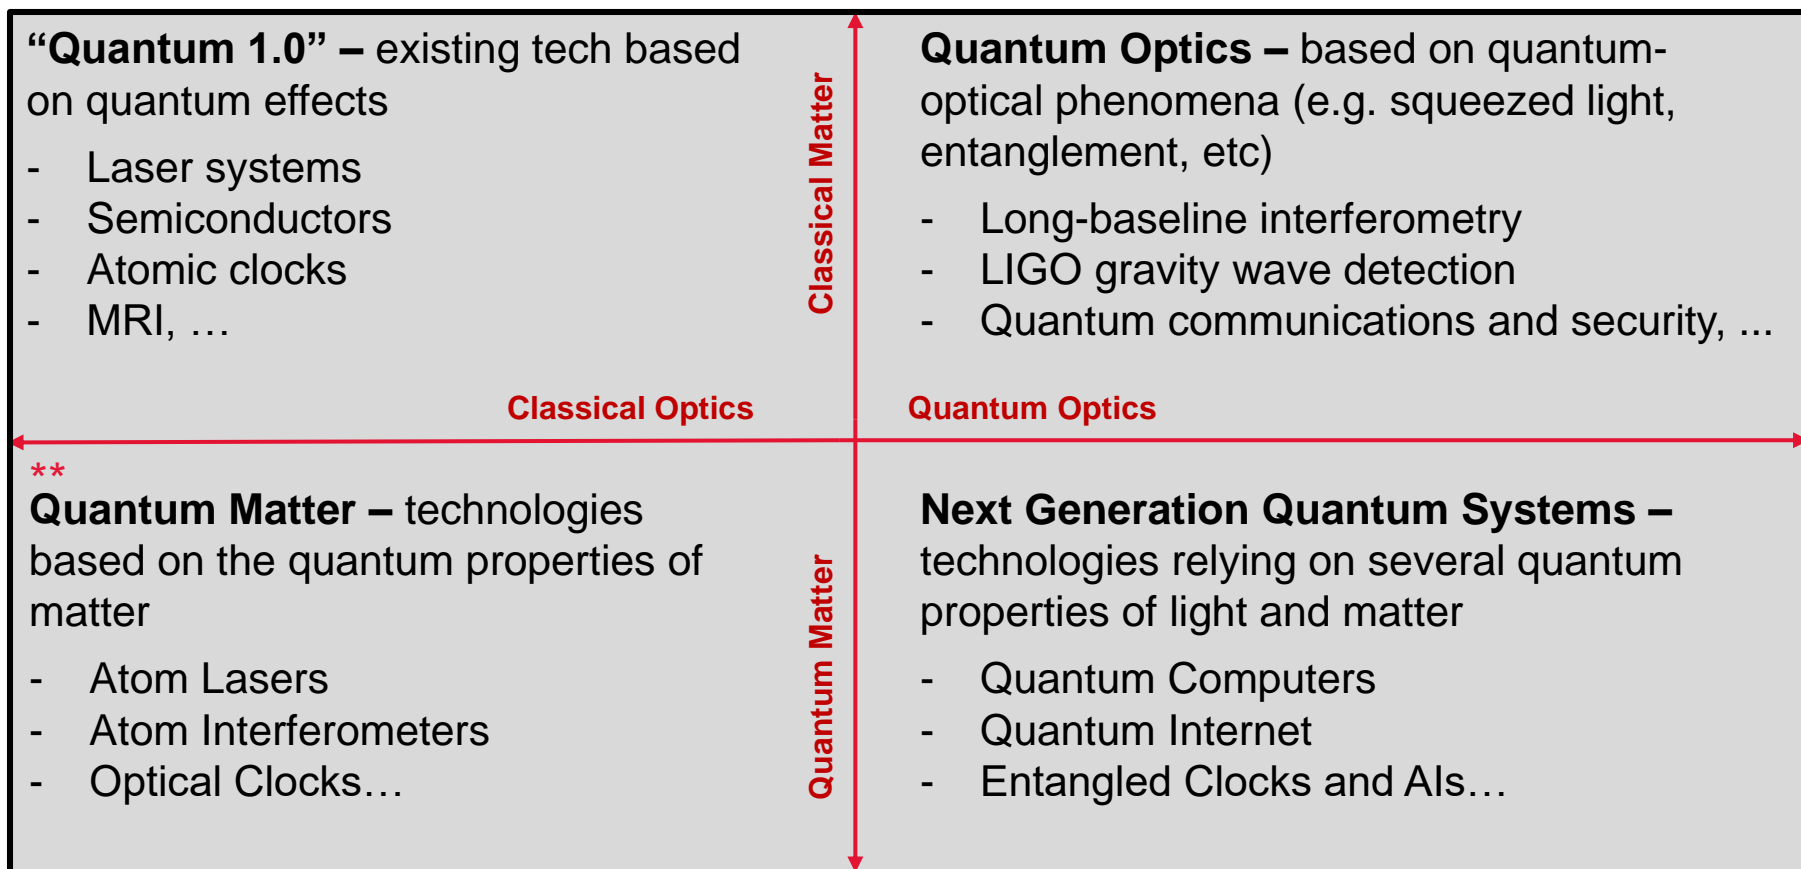 “Quantum 1.0” – existing tech based
on quantum effects
- Laser systems
- Semiconductors
- Atomic clocks
- MRI, …
Classical Matter
Quantum Optics – based on quantum-
optical phenomena (e.g. squeezed light,
entanglement, etc)
- Long-baseline interferometry
- LIGO gravity wave detection
- Quantum communications and security, ...
Classical Optics
Quantum Optics
**
Quantum Matter – technologies
based on the quantum properties of
matter
- Atom Lasers
- Atom Interferometers
- Optical Clocks…
Quantum Matter
Next Generation Quantum Systems –
technologies relying on several quantum
properties of light and matter
- Quantum Computers
- Quantum Internet
- Entangled Clocks and AIs…